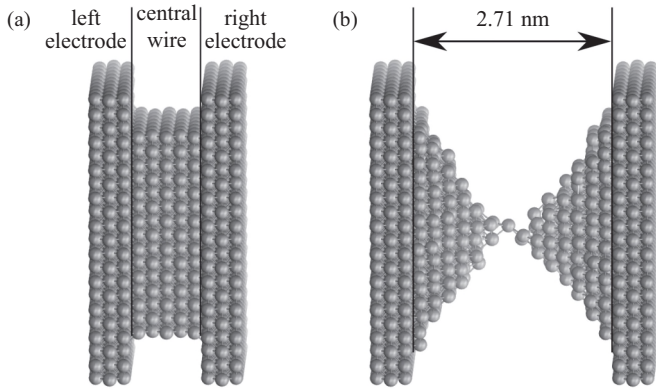 (a)
left
electrode
central
wire
right
electrode
(b)
2.71 nm